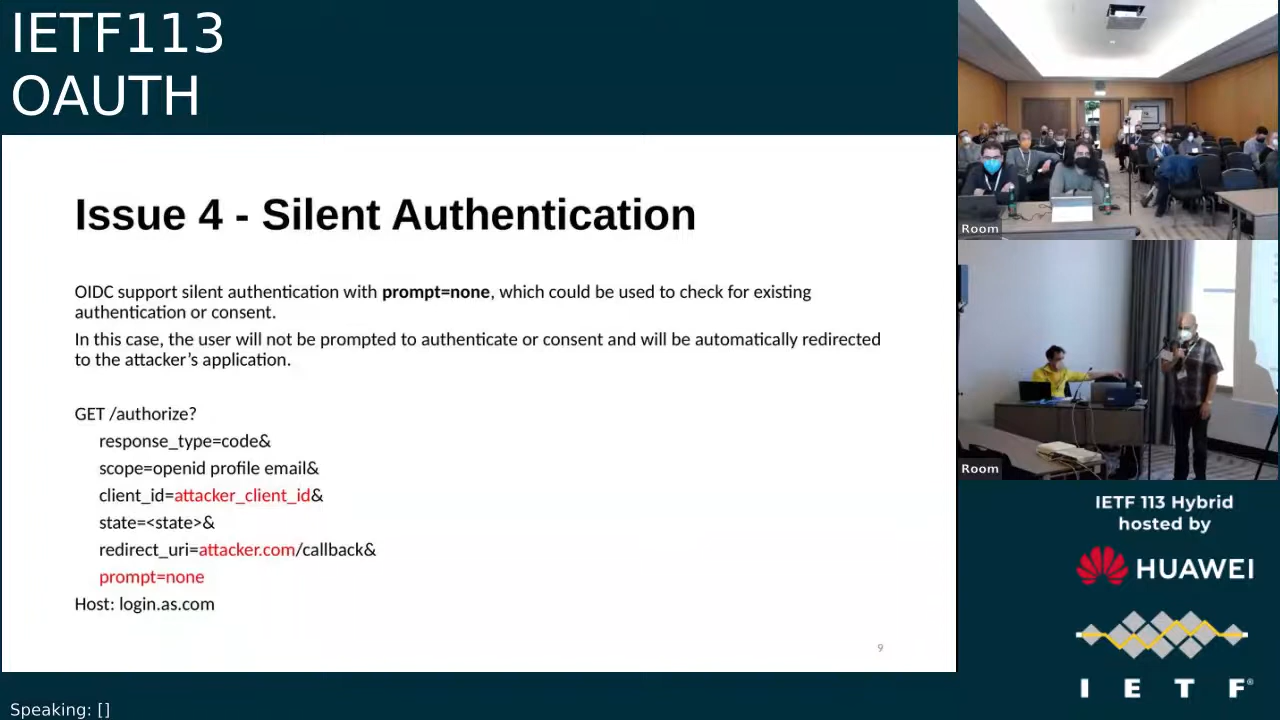 IETF113
OAUTH
Issue 4 - Silent Authentication
OIDC support silent authentication with prompt=none, which could be used to check for existing
authentication or consent.
In this case, the user will not be prompted to authenticate or consent and will be automatically redirected
to the attacker’s application.
GET /authorize?
response_type=code&
scope=openid profile email&
client_id=attacker_client_id&
state=<state>&
redirect_uri=attacker.com/callback&
prompt=none
Host: login.as.com
9
Speaking: []
Room
Room
IETF 113 Hybrid
hosted by
HUAWEI
I E T F®